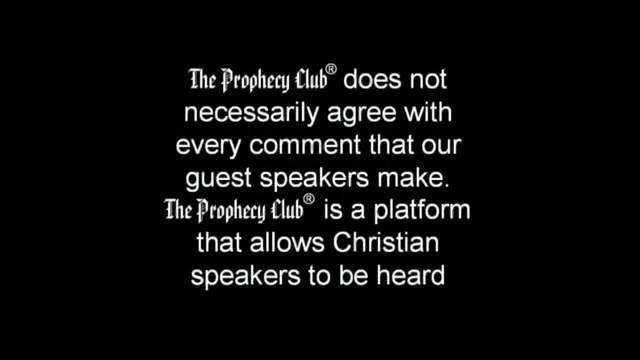 The Prophecy Club® does not
necessarily agree with
every comment that our
guest speakers make.
The Prophecy Club® is a platform
that allows Christian
speakers to be heard